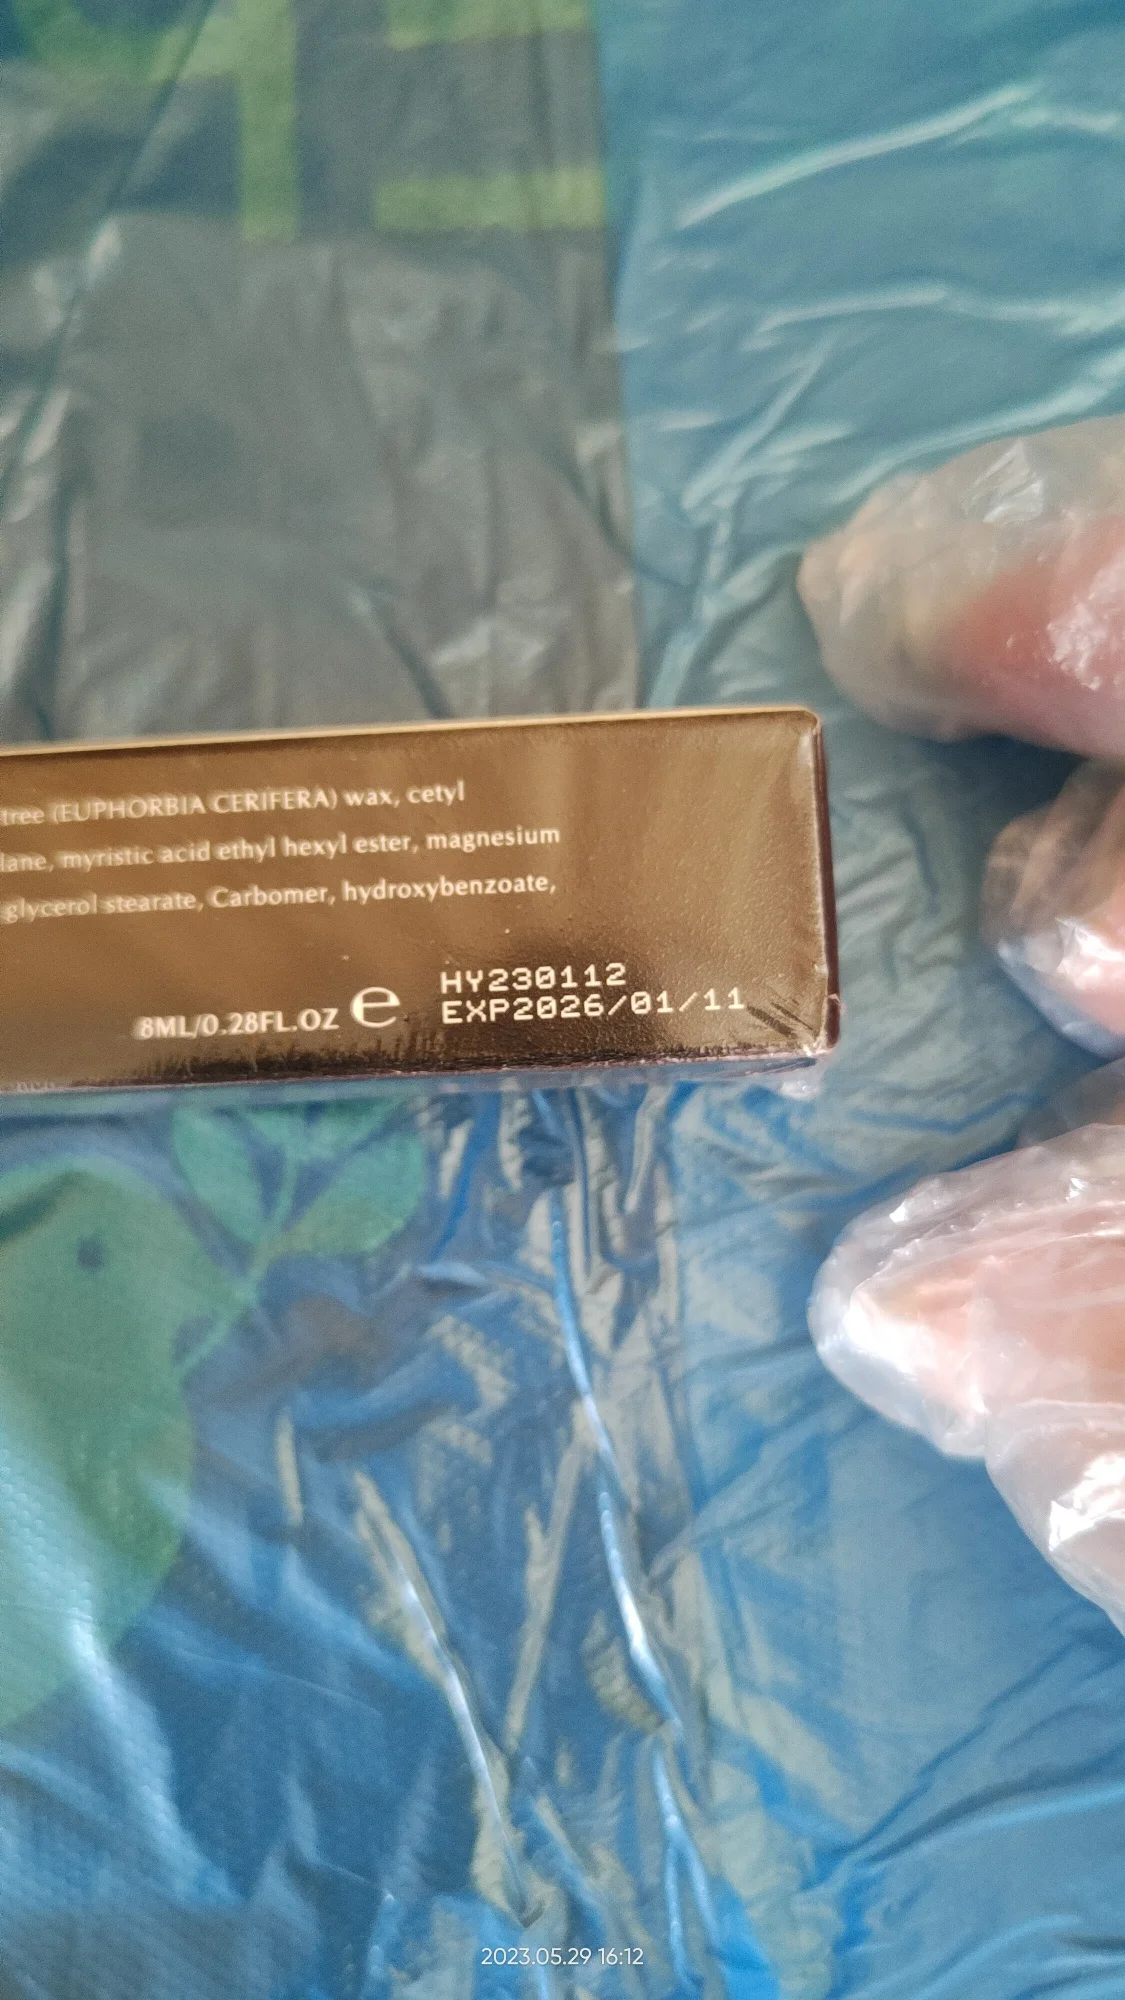 tree (EUPHORBIA CERIFERA) wax, cetyl
lane, myristic acid ethyl hexyl ester, magnesium
glycerol stearate, Carbomer, hydroxybenzoate,
8ML/0.28FL.OZ e
HY230112
EXP2026/01/11
2023.05.29 16:12